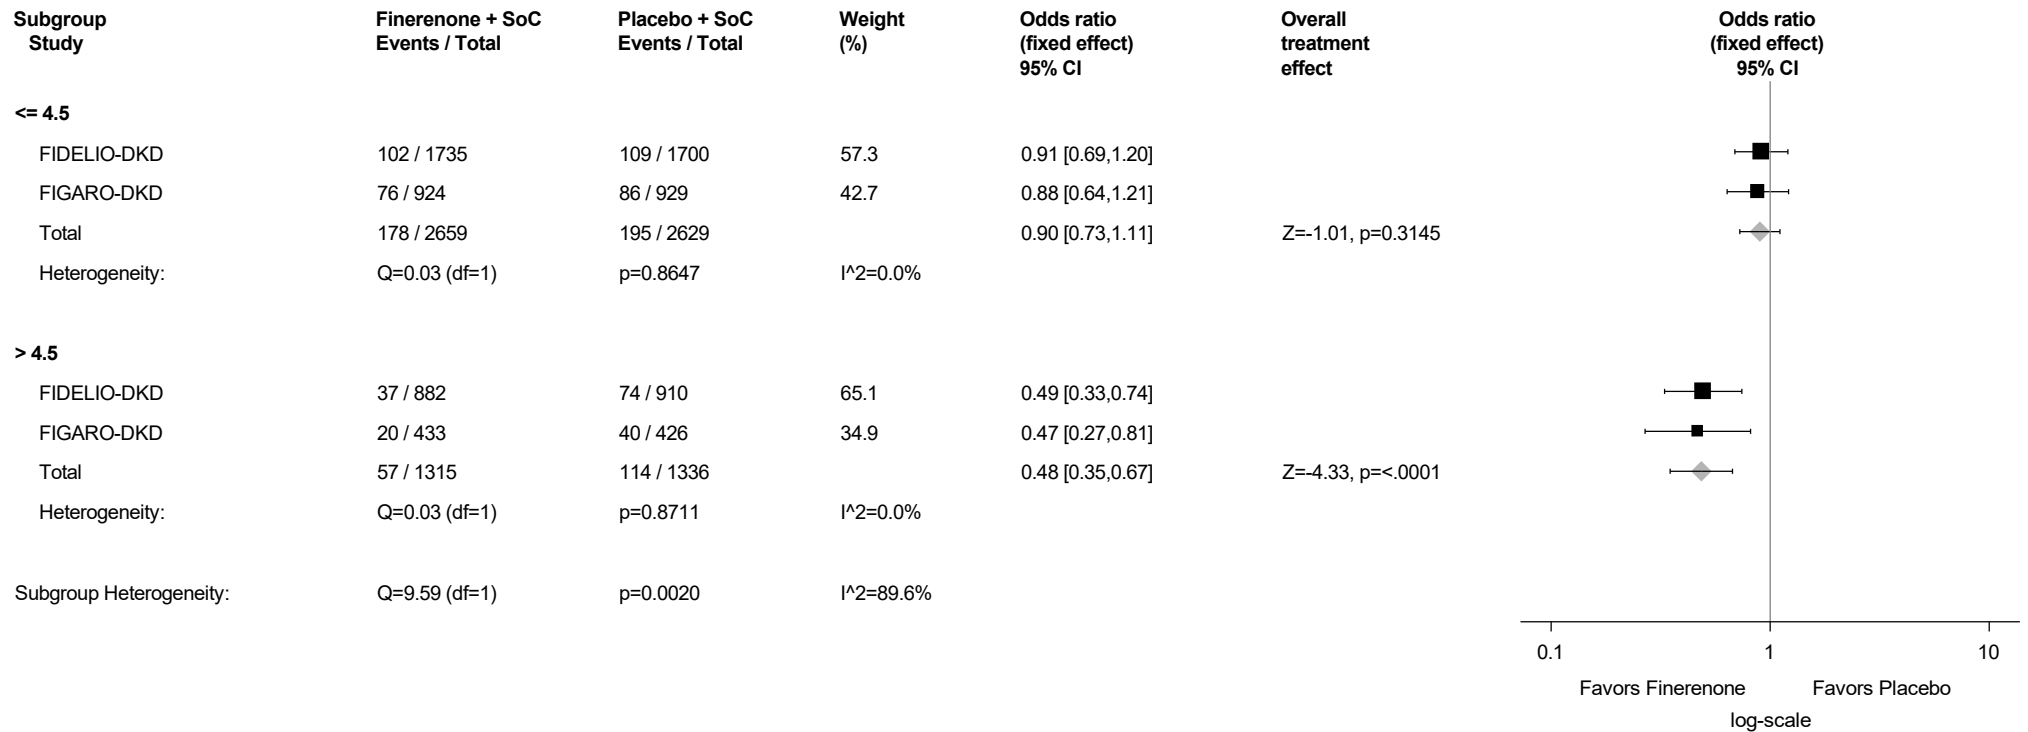 Subgroup Finerenone + SoC Placebo + SoC Weight Odds ratio Overall Odds ratio
Study Events / Total Events / Total (%) (fixed effect) treatment (fixed effect)
95% CI effect 95% CI
<= 4.5
FIDELIO-DKD 102 / 1735 109 / 1700 57.3 0.91 [0.69,1.20]
FIGARO-DKD 76 / 924 86 / 929 42.7 0.88 [0.64,1.21]
Total 178 / 2659 195 / 2629 0.90 [0.73,1.11] Z=-1.01, p=0.3145
Heterogeneity: Q=0.03 (df=1) p=0.8647 I^2=0.0%
> 4.5
FIDELIO-DKD 37 / 882 74 / 910 65.1 0.49 [0.33,0.74]
FIGARO-DKD 20 / 433 40 / 426 34.9 0.47 [0.27,0.81]
Total 57 / 1315 114 / 1336 0.48 [0.35,0.67] Z=-4.33, p=<.0001
Heterogeneity: Q=0.03 (df=1) p=0.8711 I^2=0.0%
Subgroup Heterogeneity: Q=9.59 (df=1) p=0.0020 I^2=89.6%
0.1 1 10
Favors Finerenone Favors Placebo
log-scale